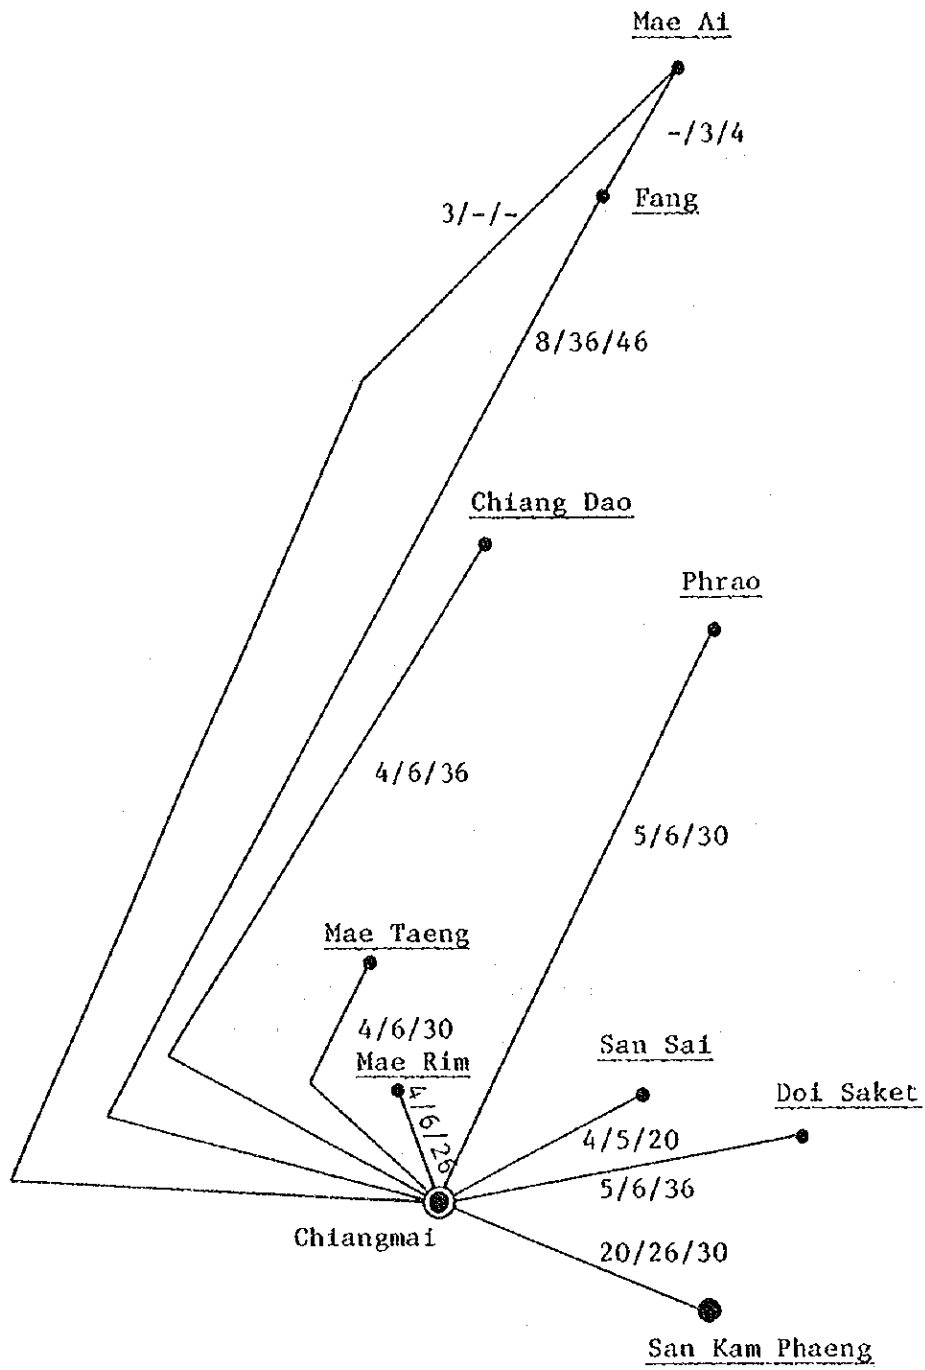 Mae Ai
-/3/4
Fang
3/-/-
8/36/46
Chiang Dao
Phrao
4/6/36
5/6/30
Mae Taeng
4/6/30
Mae Rim
San Sai
Doi Saket
4/6/26
4/5/20
5/6/36
Chiangmai
20/26/30
San Kam Phaeng